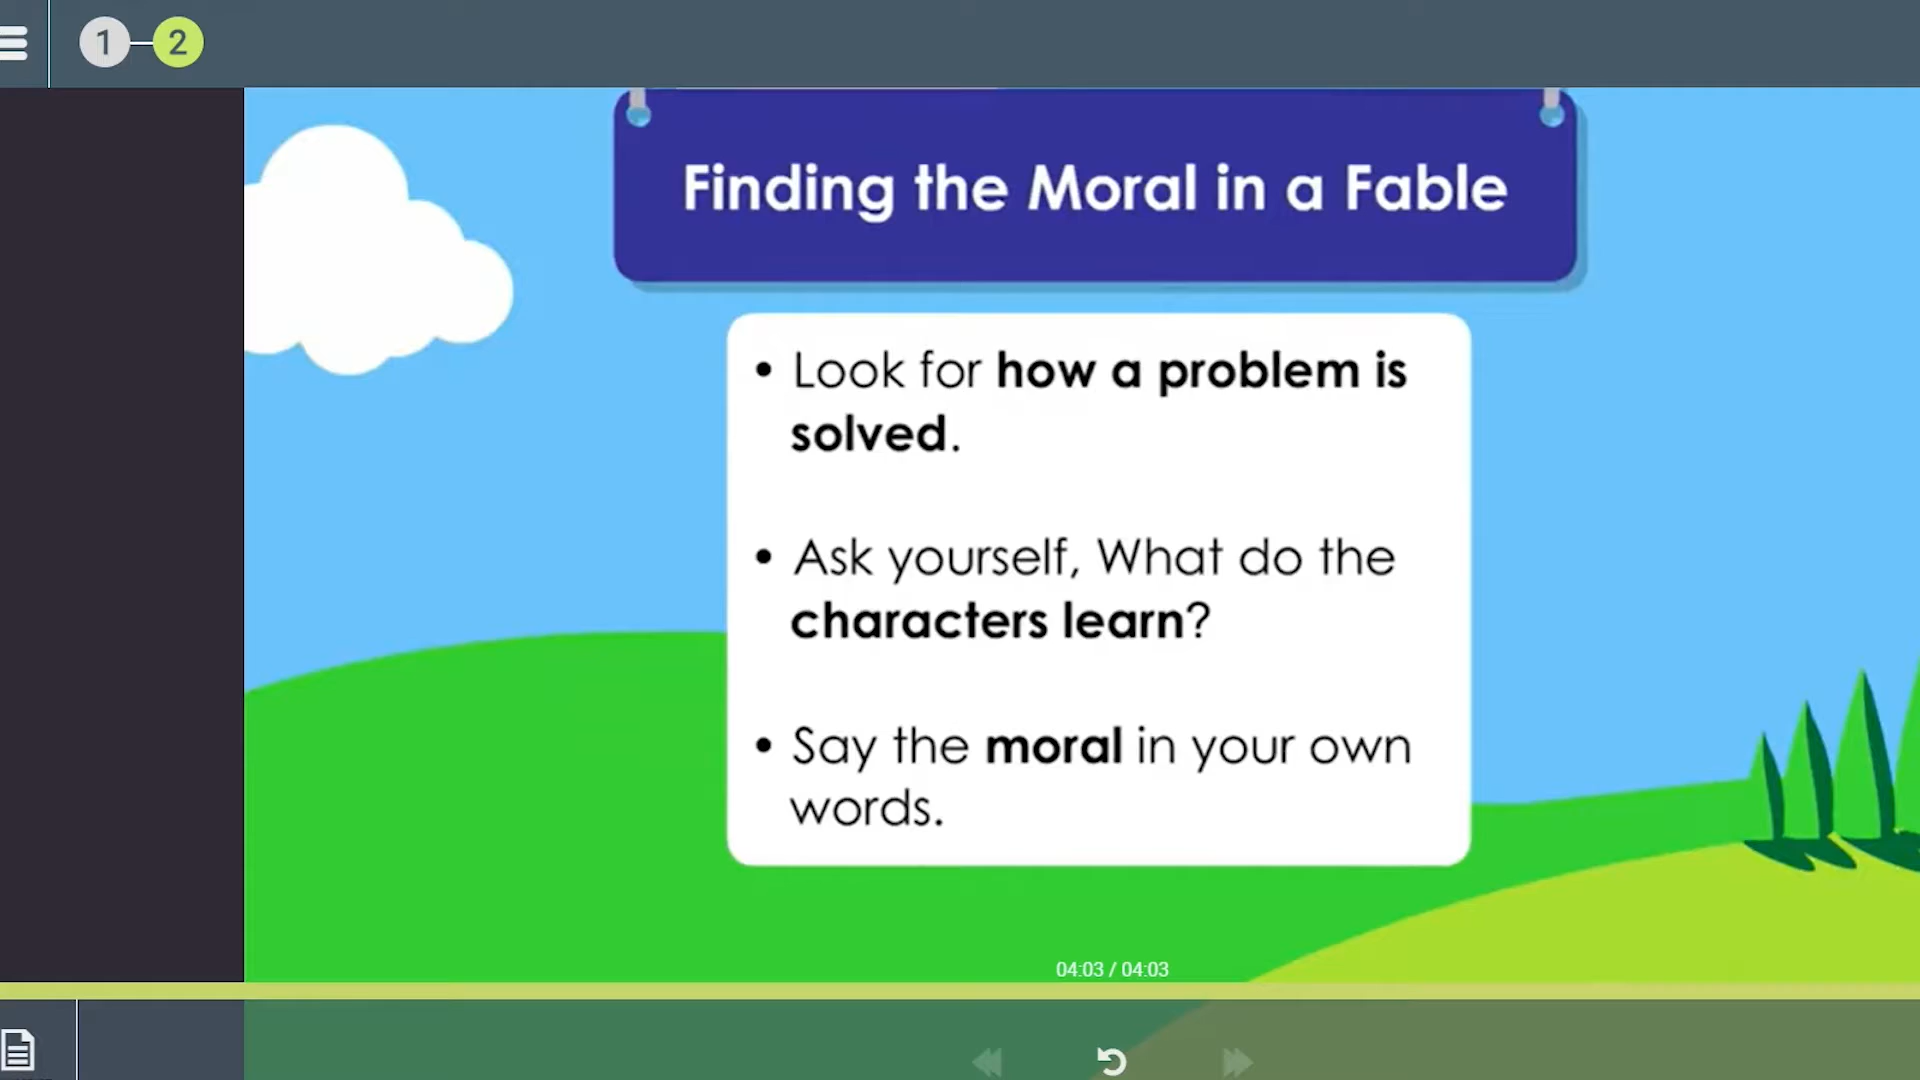 1 2
Finding the Moral in a Fable
• Look for how a problem is
solved.
• Ask yourself, What do the
characters learn?
• Say the moral in your own
words.
04:03 / 04:03